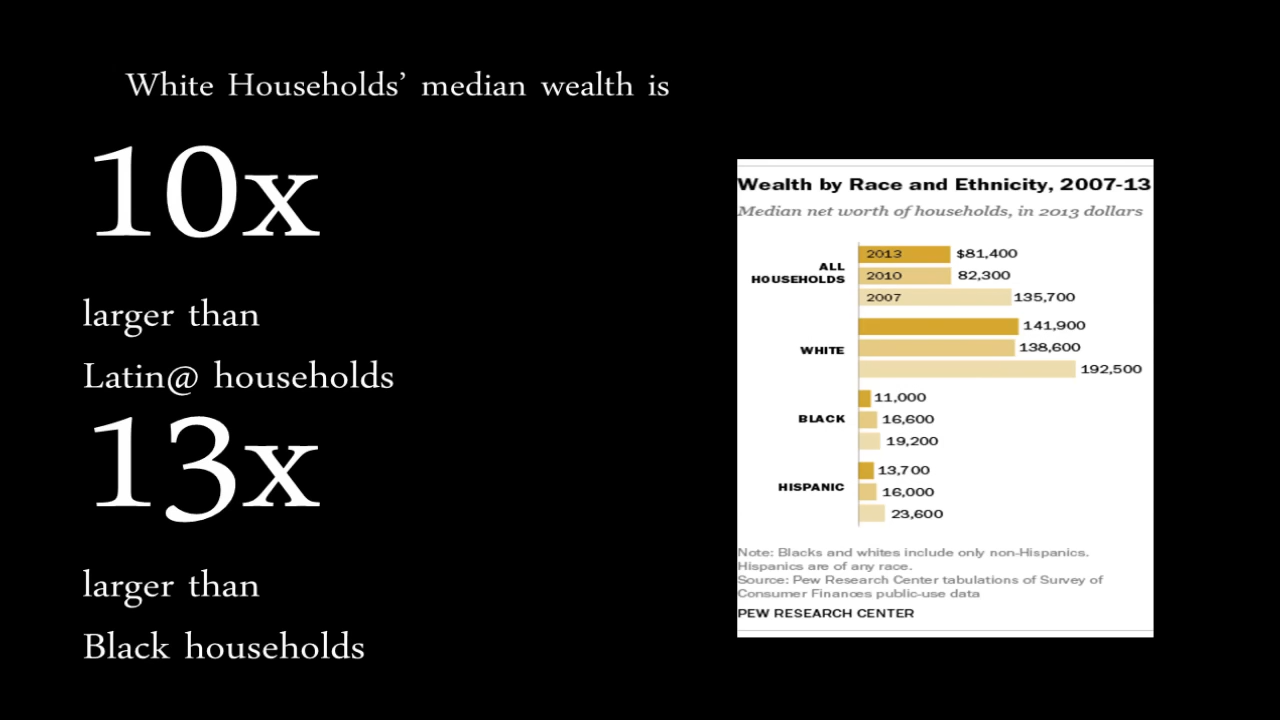 White Households’ median wealth is
10x
larger than
Latin@ households
13x
larger than
Black households
Wealth by Race and Ethnicity, 2007-13
Median net worth of households, in 2013 dollars
ALL
HOUSEHOLDS
2013 $81,400
2010 82,300
2007 135,700
WHITE
141,900
138,600
192,500
BLACK
11,000
16,600
19,200
HISPANIC
13,700
16,000
23,600
Note: Blacks and whites include only non-Hispanics.
Hispanics are of any race.
Source: Pew Research Center tabulations of Survey of
Consumer Finances public-use data
PEW RESEARCH CENTER